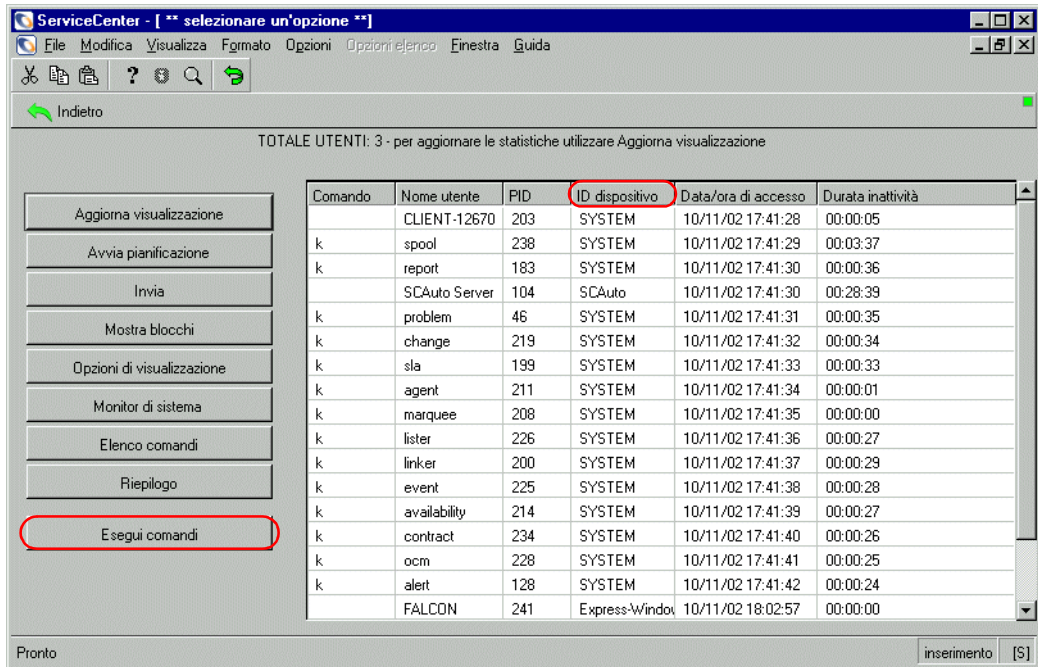 ServiceCenter - [ ** selezionare un'opzione **]
File Modifica Visualizza Formato Opzioni Opzioni elenco Finestra Guida
Indietro
TOTALE UTENTI: 3 - per aggiornare le statistiche utilizzare Aggiorna visualizzazione
Aggiorna visualizzazione
Avvia pianificazione
Invia
Mostra blocchi
Opzioni di visualizzazione
Monitor di sistema
Elenco comandi
Riepilogo
Esegui comandi
Comando Nome utente PID ID dispositivo Data/ora di accesso Durata inattività
CLIENT-12670 203 SYSTEM 10/11/02 17:41:28 00:00:05
k spool 238 SYSTEM 10/11/02 17:41:29 00:03:37
k report 183 SYSTEM 10/11/02 17:41:30 00:00:36
SCAuto Server 104 SCAuto 10/11/02 17:41:30 00:28:39
k problem 46 SYSTEM 10/11/02 17:41:31 00:00:35
k change 219 SYSTEM 10/11/02 17:41:32 00:00:34
k sla 199 SYSTEM 10/11/02 17:41:33 00:00:33
k agent 211 SYSTEM 10/11/02 17:41:34 00:00:01
k marquee 208 SYSTEM 10/11/02 17:41:35 00:00:00
k lister 226 SYSTEM 10/11/02 17:41:36 00:00:27
k linker 200 SYSTEM 10/11/02 17:41:37 00:00:29
k event 225 SYSTEM 10/11/02 17:41:38 00:00:28
k availability 214 SYSTEM 10/11/02 17:41:39 00:00:27
k contract 234 SYSTEM 10/11/02 17:41:40 00:00:26
k ocm 228 SYSTEM 10/11/02 17:41:41 00:00:25
k alert 128 SYSTEM 10/11/02 17:41:42 00:00:24
FALCON 241 Express-Window 10/11/02 18:02:57 00:00:00
Pronto inserimento [S]